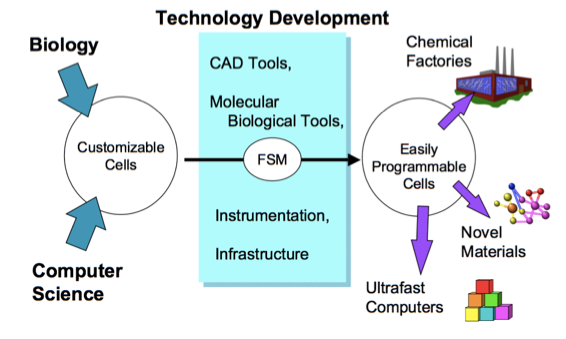 Technology Development
Biology
Customizable
Cells
Computer
Science
CAD Tools,
Molecular
Biological Tools,
FSM
Instrumentation,
Infrastructure
Easily
Programmable
Cells
Chemical
Factories
Novel
Materials
Ultrafast
Computers